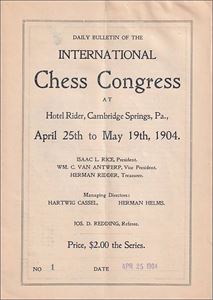 DAILY BULLETIN OF THE
INTERNATIONAL
Chess Congress
AT
Hotel Rider, Cambridge Springs, Pa.,
April 25th to May 19th, 1904.
ISAAC L. RICE, President.
WM. C. VAN ANTWERP, Vice President.
HERMAN RIDDER, Treasurer.
Managing Directors:
HARTWIG CASSEL, HERMAN HELMS.
JOS. D. REDDING, Referee.
Price, $2.00 the Series.
NO 1 DATE APR 25 1904